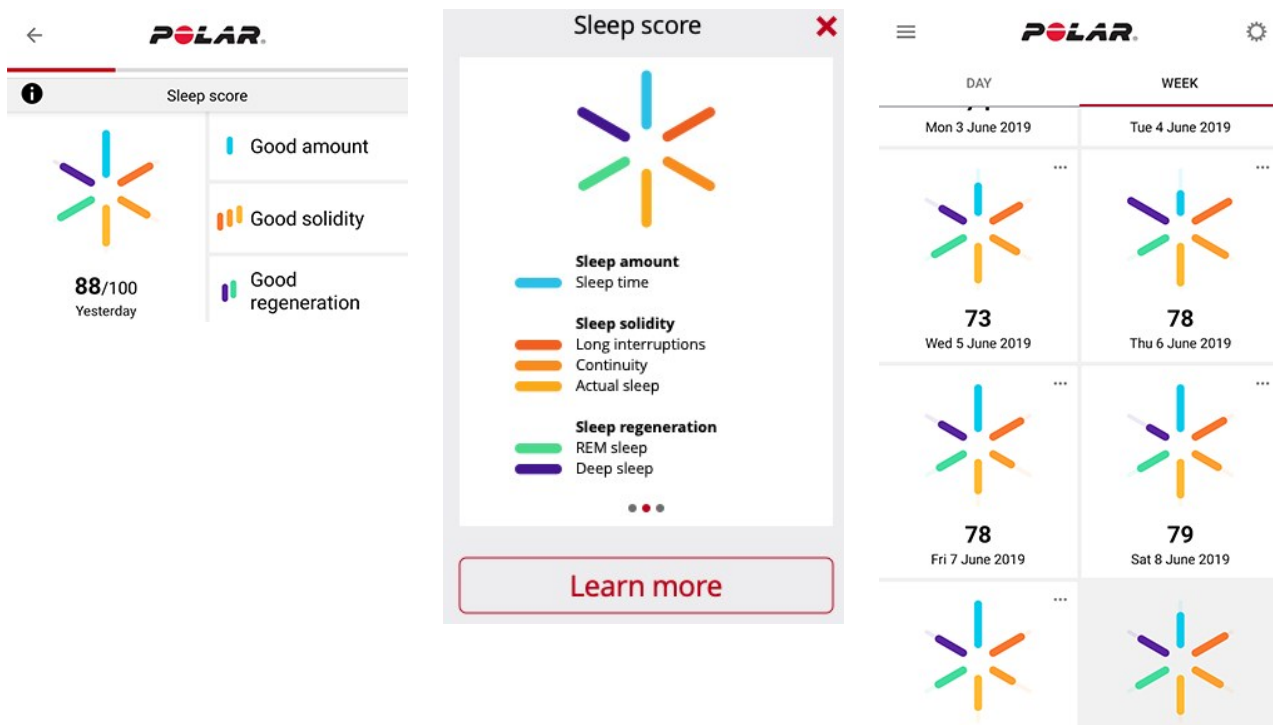 POLAR
Sleep score
Good amount
Good solidity
Good
regeneration
88/100
Yesterday
Sleep score
Sleep amount
Sleep time
Sleep solidity
Long interruptions
Continuity
Actual sleep
Sleep regeneration
REM sleep
Deep sleep
Learn more
POLAR
DAY
WEEK
Mon 3 June 2019
Tue 4 June 2019
73
Wed 5 June 2019
78
Thu 6 June 2019
78
Fri 7 June 2019
79
Sat 8 June 2019